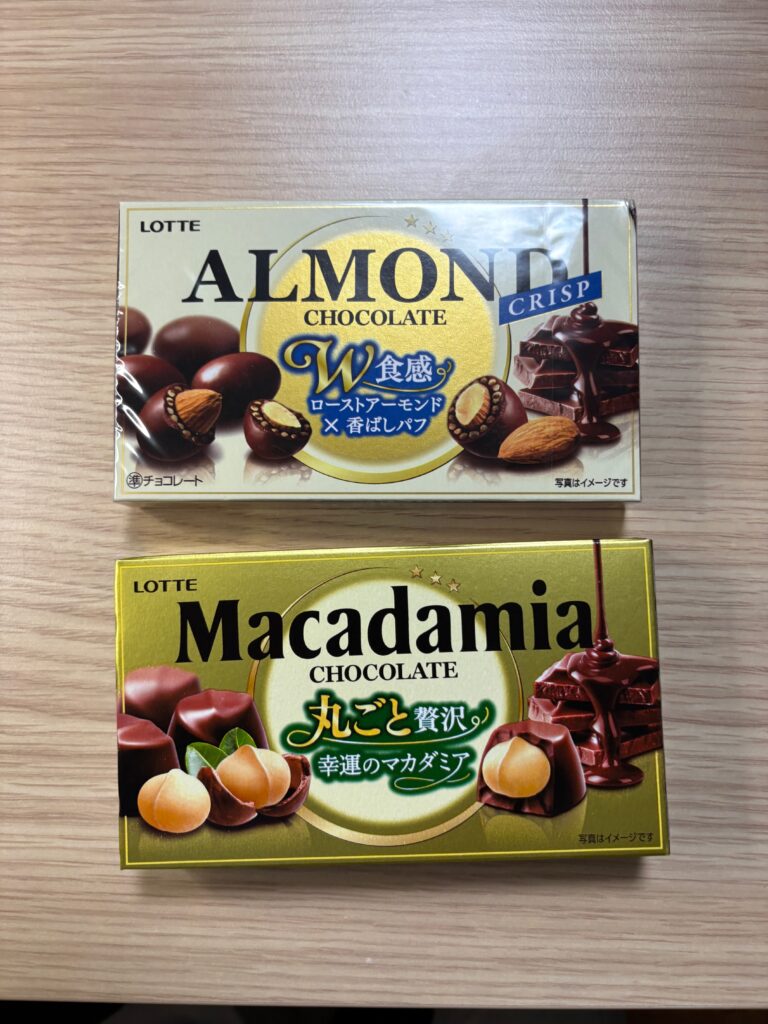 LOTTE
ALMOND
CRISP
CHOCOLATE
W食感
ローストアーモンド
×香ばしパフ
準チョコレート
写真はイメージです
LOTTE
Macadamia
CHOCOLATE
丸ごと贅沢
幸運のマカダミア
写真はイメージです